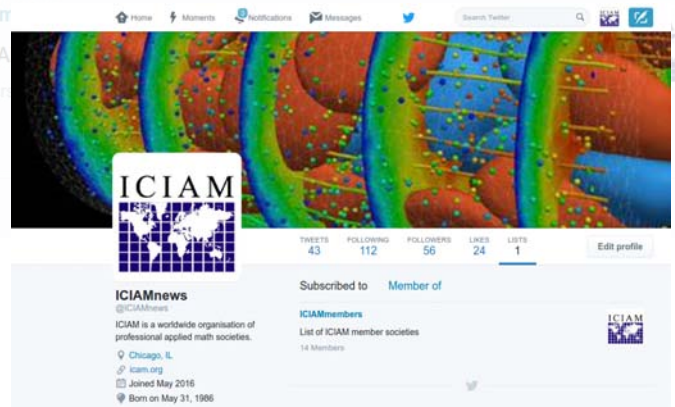 Home
Moments
3
Notifications
Messages
Search Twitter
ICIAM
ICIAM
TWEETS
43
FOLLOWING
112
FOLLOWERS
56
LIKES
24
LISTS
1
Edit profile
ICIAMnews
@ICIAMnews
ICIAM is a worldwide organisation of
professional applied math societies.
Chicago, IL
icam.org
Joined May 2016
Born on May 31, 1986
Subscribed to
Member of
ICIAMmembers
List of ICIAM member societies
14 Members
ICIAM